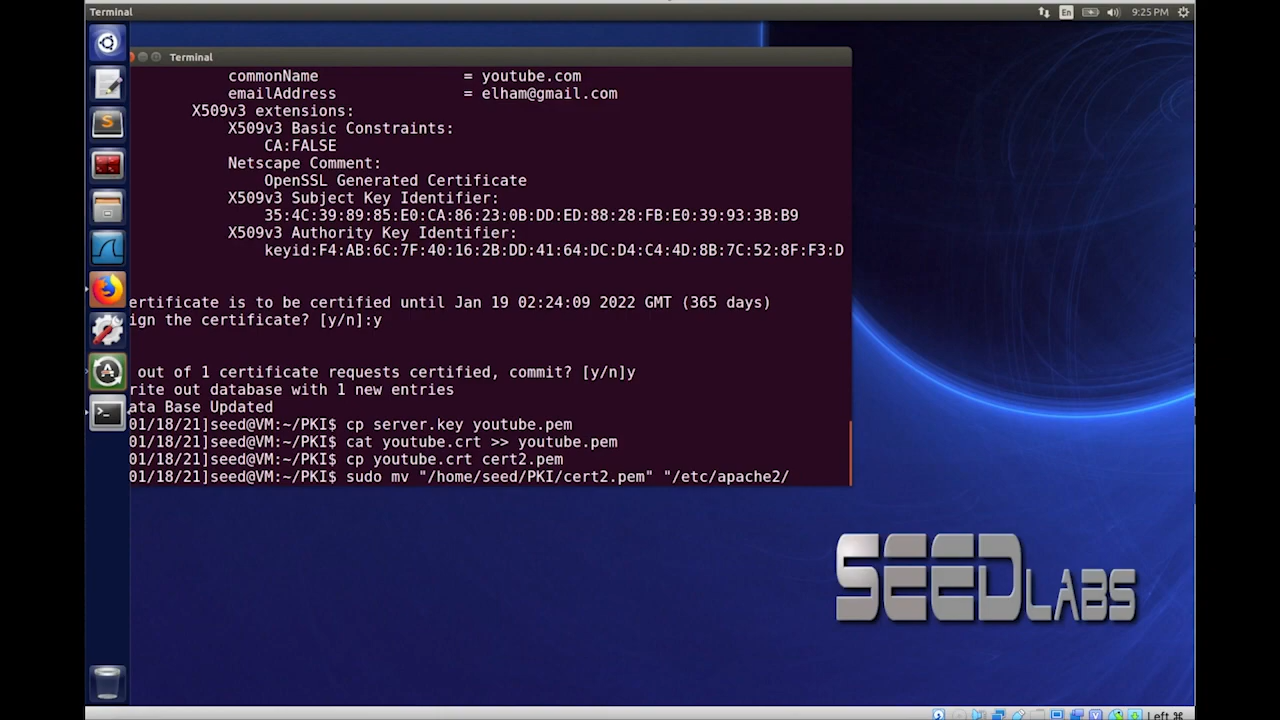 Terminal
En
9:25 PM
Terminal
commonName = youtube.com
emailAddress = elham@gmail.com
X509v3 extensions:
X509v3 Basic Constraints:
CA:FALSE
Netscape Comment:
OpenSSL Generated Certificate
X509v3 Subject Key Identifier:
35:4C:39:89:85:E0:CA:86:23:0B:DD:ED:88:28:FB:E0:39:93:3B:B9
X509v3 Authority Key Identifier:
keyid:F4:AB:6C:7F:40:16:2B:DD:41:64:DC:D4:C4:4D:8B:7C:52:8F:F3:D
ertificate is to be certified until Jan 19 02:24:09 2022 GMT (365 days)
ign the certificate? [y/n]:y
out of 1 certificate requests certified, commit? [y/n]y
rite out database with 1 new entries
ata Base Updated
01/18/21]seed@VM:~/PKI$ cp server.key youtube.pem
01/18/21]seed@VM:~/PKI$ cat youtube.crt >> youtube.pem
01/18/21]seed@VM:~/PKI$ cp youtube.crt cert2.pem
01/18/21]seed@VM:~/PKI$ sudo mv "/home/seed/PKI/cert2.pem" "/etc/apache2/
SEEDLABS
Left ⌘